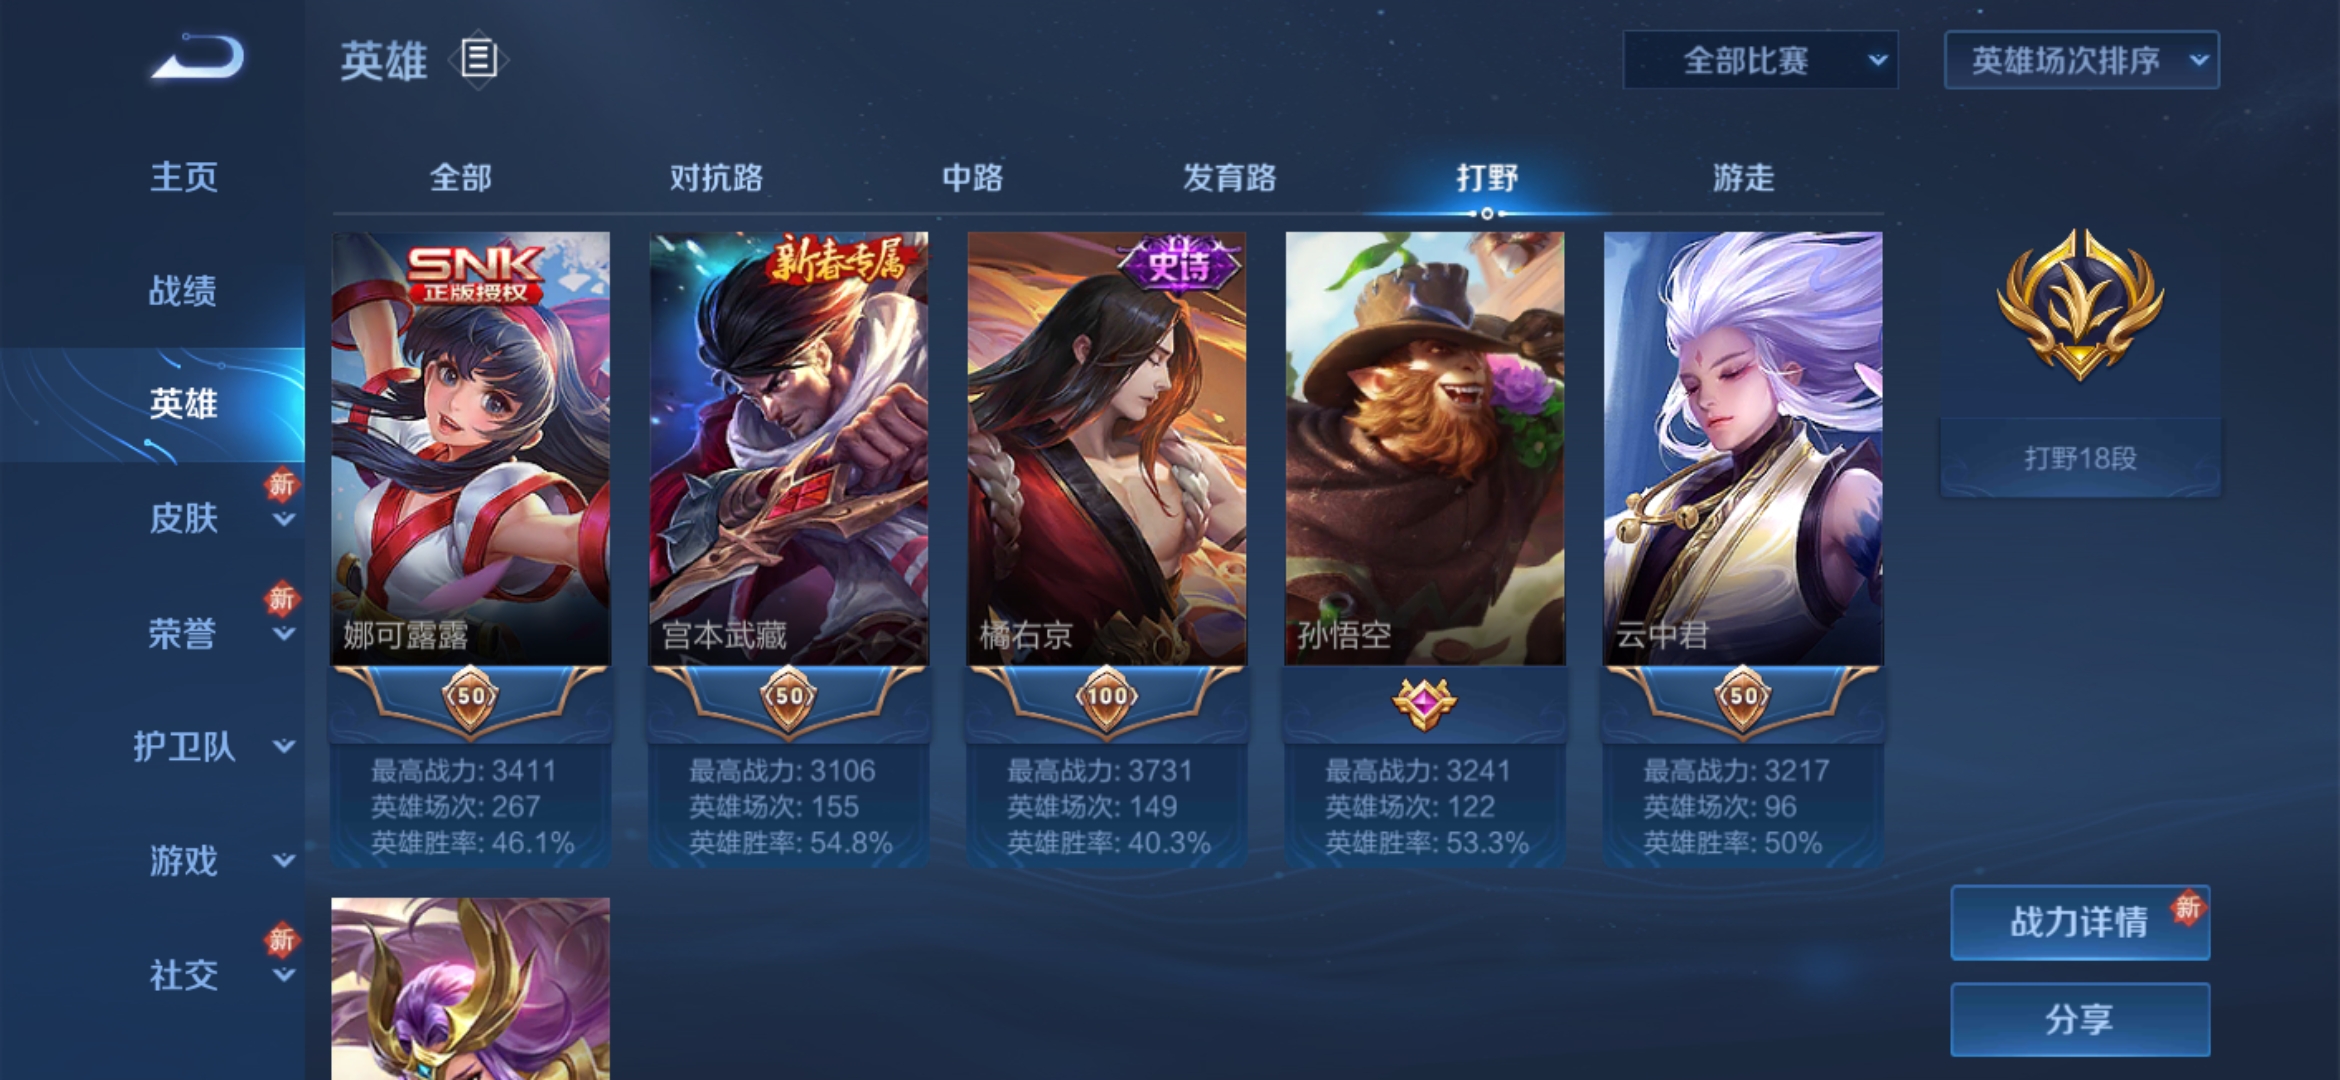 英雄
全部比赛
英雄场次排序
主页
战绩
英雄
新
皮肤
新
荣誉
护卫队
游戏
新
社交
全部
对抗路
中路
发育路
打野
游走
SNK
正版授权
娜可露露
50
最高战力: 3411
英雄场次: 267
英雄胜率: 46.1%
新春专属
宫本武藏
50
最高战力: 3106
英雄场次: 155
英雄胜率: 54.8%
史诗
橘右京
100
最高战力: 3731
英雄场次: 149
英雄胜率: 40.3%
孙悟空
最高战力: 3241
英雄场次: 122
英雄胜率: 53.3%
云中君
50
最高战力: 3217
英雄场次: 96
英雄胜率: 50%
打野18段
战力详情
新
分享